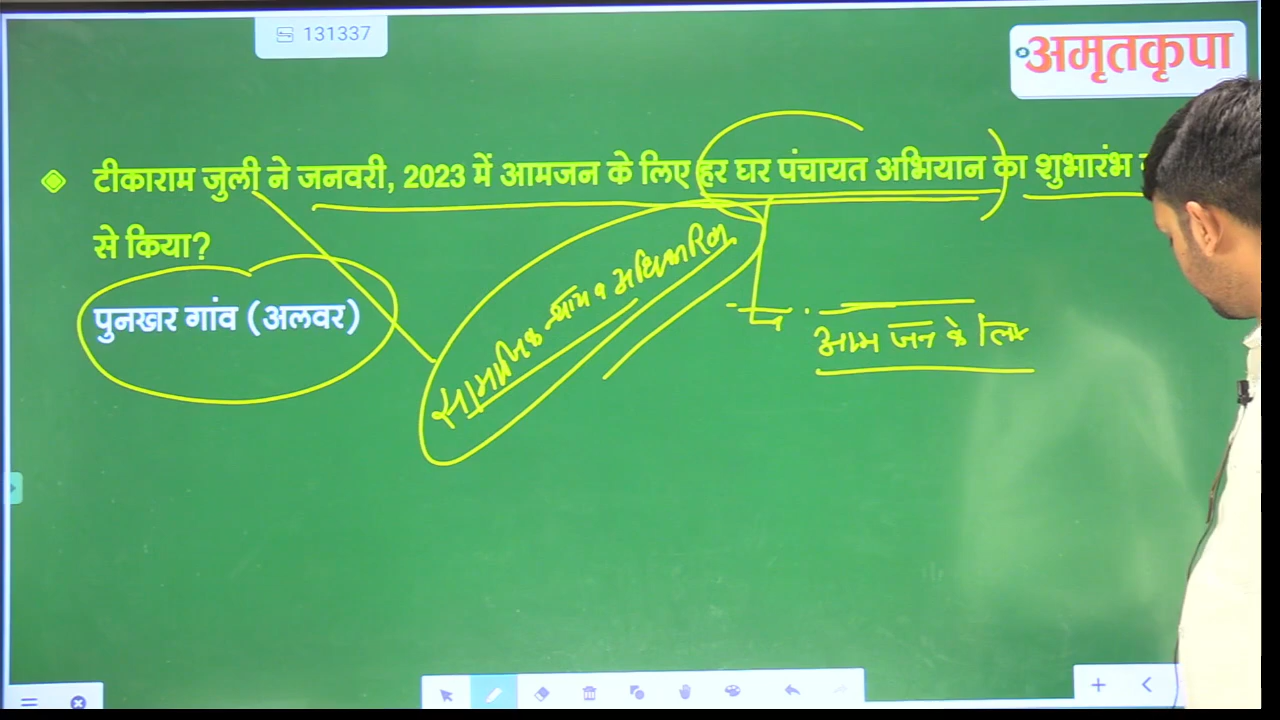 131337
अमृतकृपा
टीकाराम जुली ने जनवरी, 2023 में आमजन के लिए हर घर पंचायत अभियान का शुभारंभ
से किया?
पुनखर गांव (अलवर)
सामाजिक न्याय व अधिकारिता
आम जन के लिए